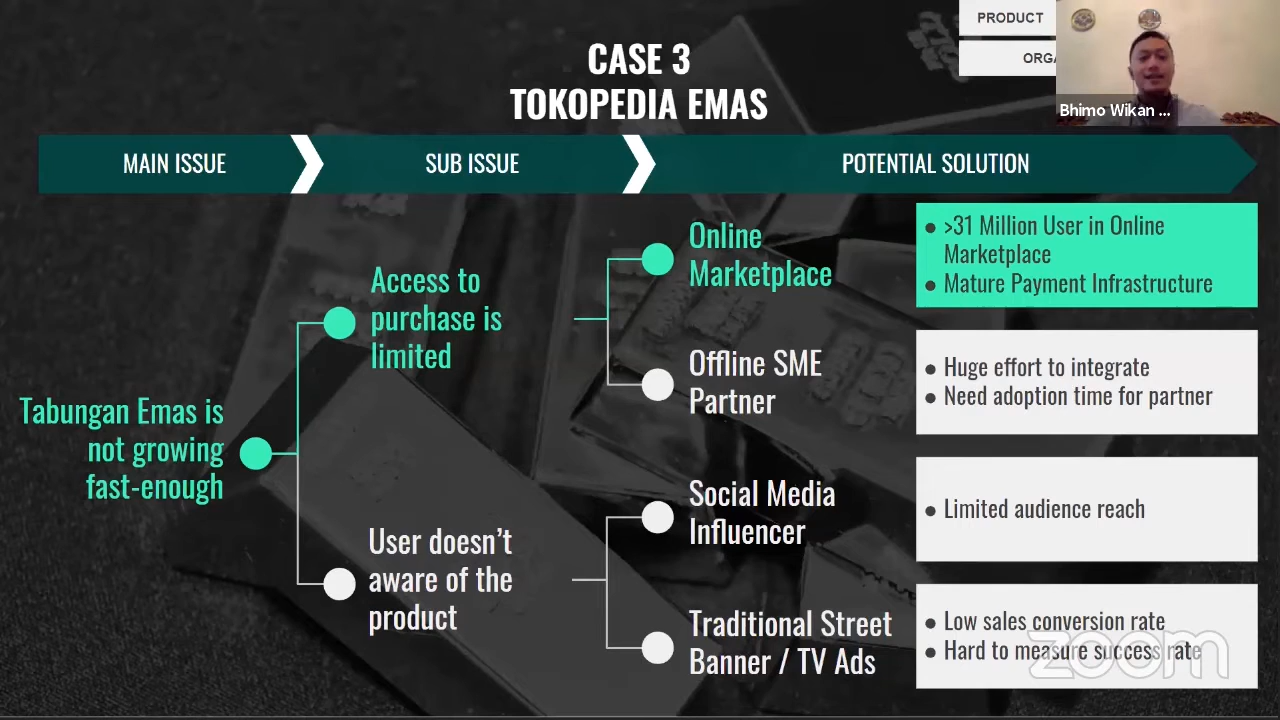 PRODUCT
ORGA
Bhimo Wikan ...
CASE 3
TOKOPEDIA EMAS
MAIN ISSUE
SUB ISSUE
POTENTIAL SOLUTION
Tabungan Emas is
not growing
fast-enough
Access to
purchase is
limited
User doesn't
aware of the
product
Online
Marketplace
● >31 Million User in Online
Marketplace
● Mature Payment Infrastructure
Offline SME
Partner
● Huge effort to integrate
● Need adoption time for partner
Social Media
Influencer
● Limited audience reach
Traditional Street
Banner / TV Ads
● Low sales conversion rate
● Hard to measure success rate
zoom